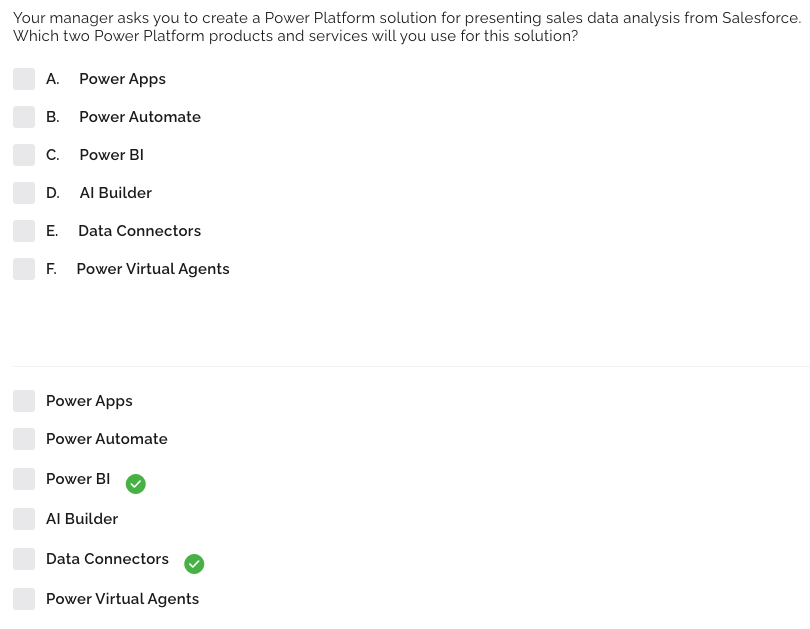 Your manager asks you to create a Power Platform solution for presenting sales data analysis from Salesforce.
Which two Power Platform products and services will you use for this solution?
A. Power Apps
B. Power Automate
C. Power BI
D. AI Builder
E. Data Connectors
F. Power Virtual Agents
Power Apps
Power Automate
Power BI
AI Builder
Data Connectors
Power Virtual Agents